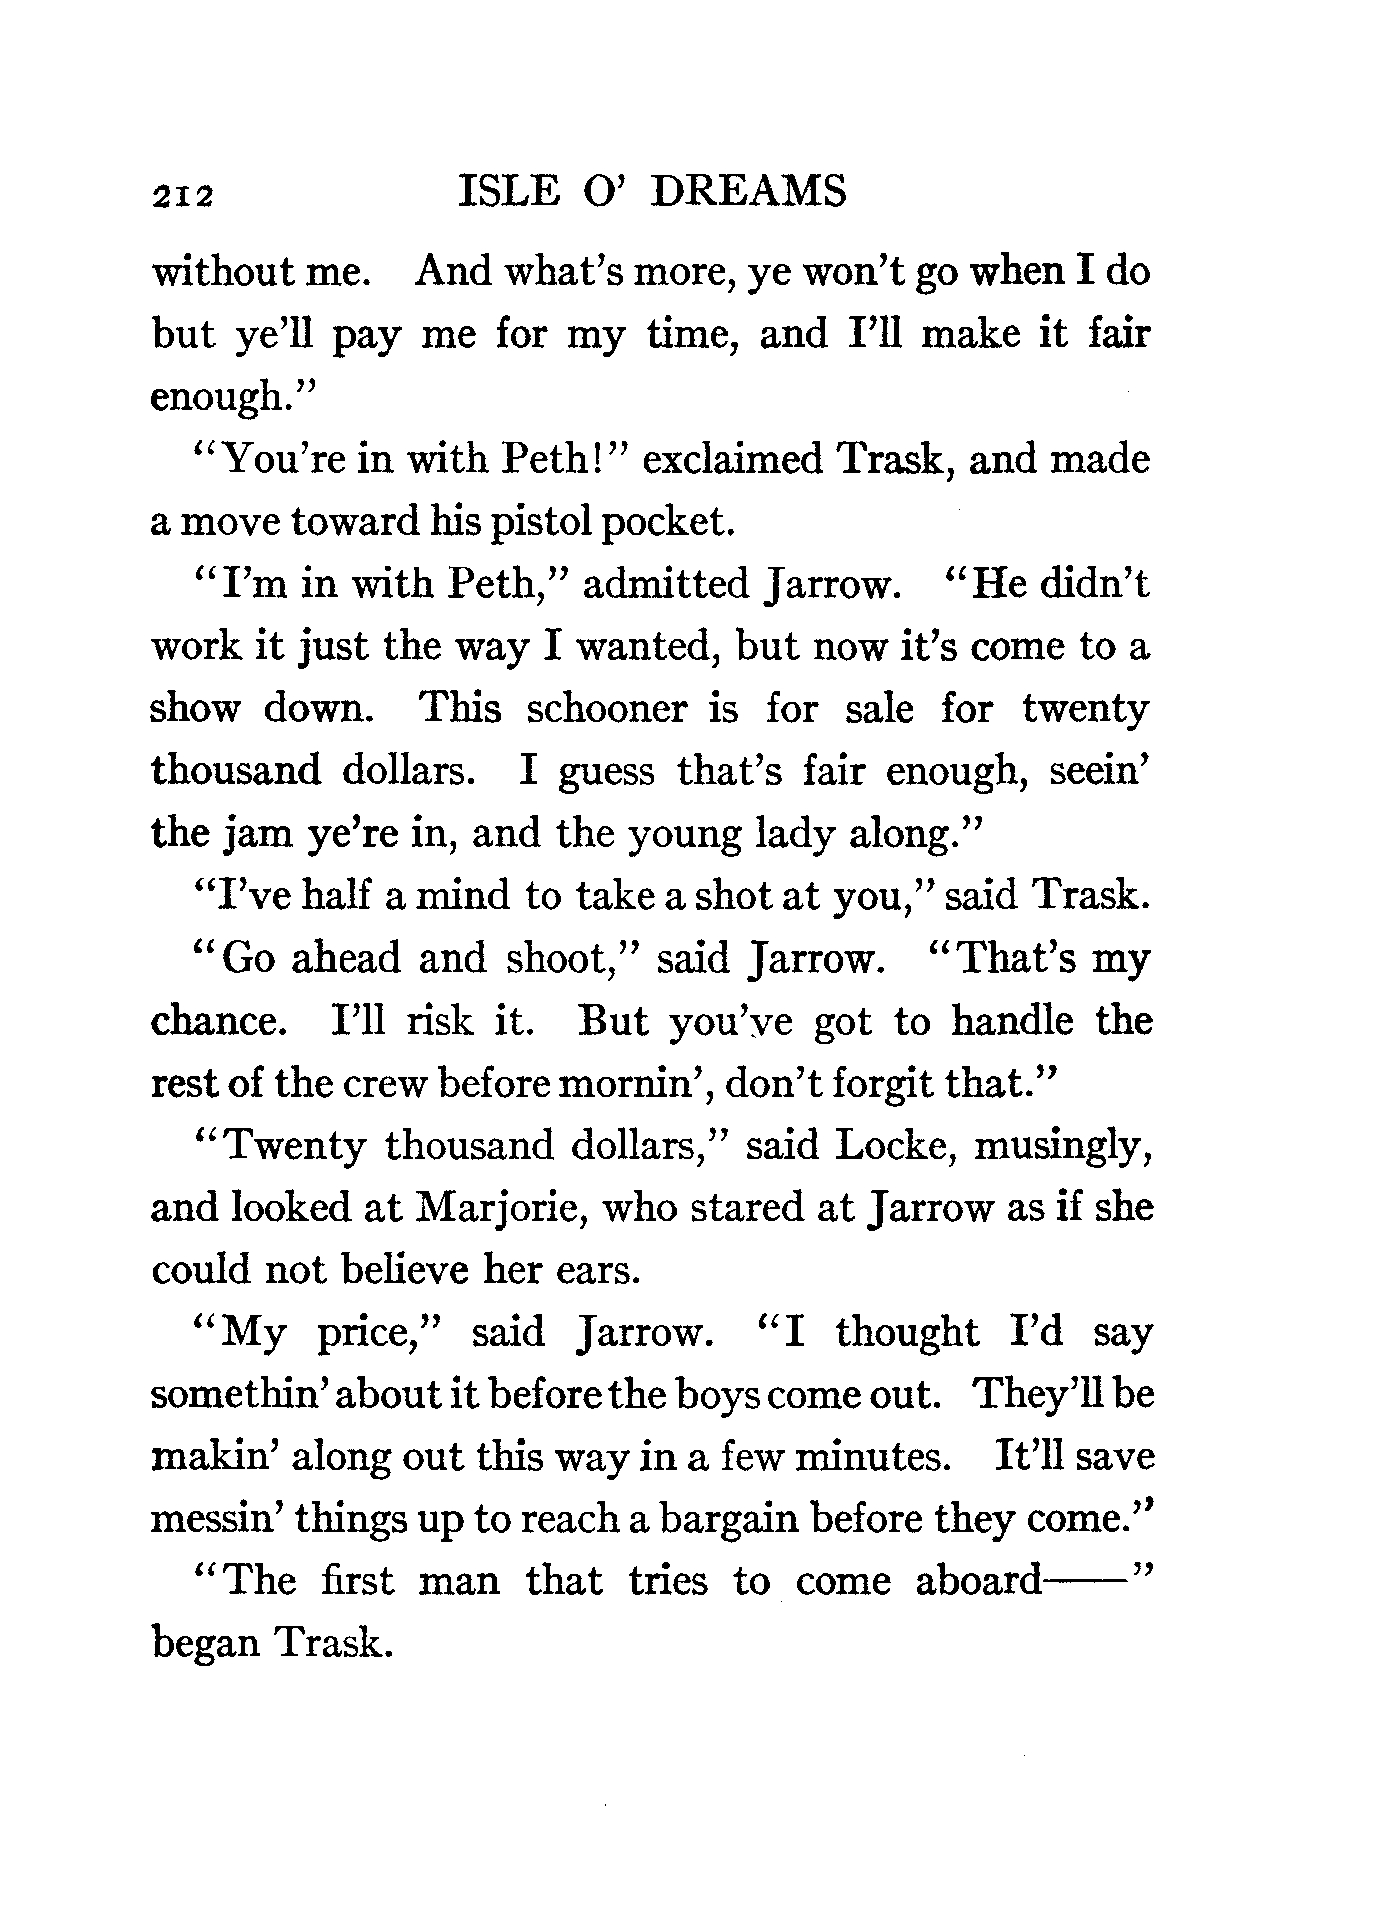 212 ISLE O' DREAMS
without me. And what's more, ye won't go when I do
but ye'll pay me for my time, and I'll make it fair
enough."
"You're in with Peth!" exclaimed Trask, and made
a move toward his pistol pocket.
"I'm in with Peth," admitted Jarrow. "He didn't
work it just the way I wanted, but now it's come to a
show down. This schooner is for sale for twenty
thousand dollars. I guess that's fair enough, seein'
the jam ye're in, and the young lady along."
"I've half a mind to take a shot at you," said Trask.
"Go ahead and shoot," said Jarrow. "That's my
chance. I'll risk it. But you've got to handle the
rest of the crew before mornin', don't forgit that."
"Twenty thousand dollars," said Locke, musingly,
and looked at Marjorie, who stared at Jarrow as if she
could not believe her ears.
"My price," said Jarrow. "I thought I'd say
somethin' about it before the boys come out. They'll be
makin' along out this way in a few minutes. It'll save
messin' things up to reach a bargain before they come."
"The first man that tries to come aboard——"
began Trask.